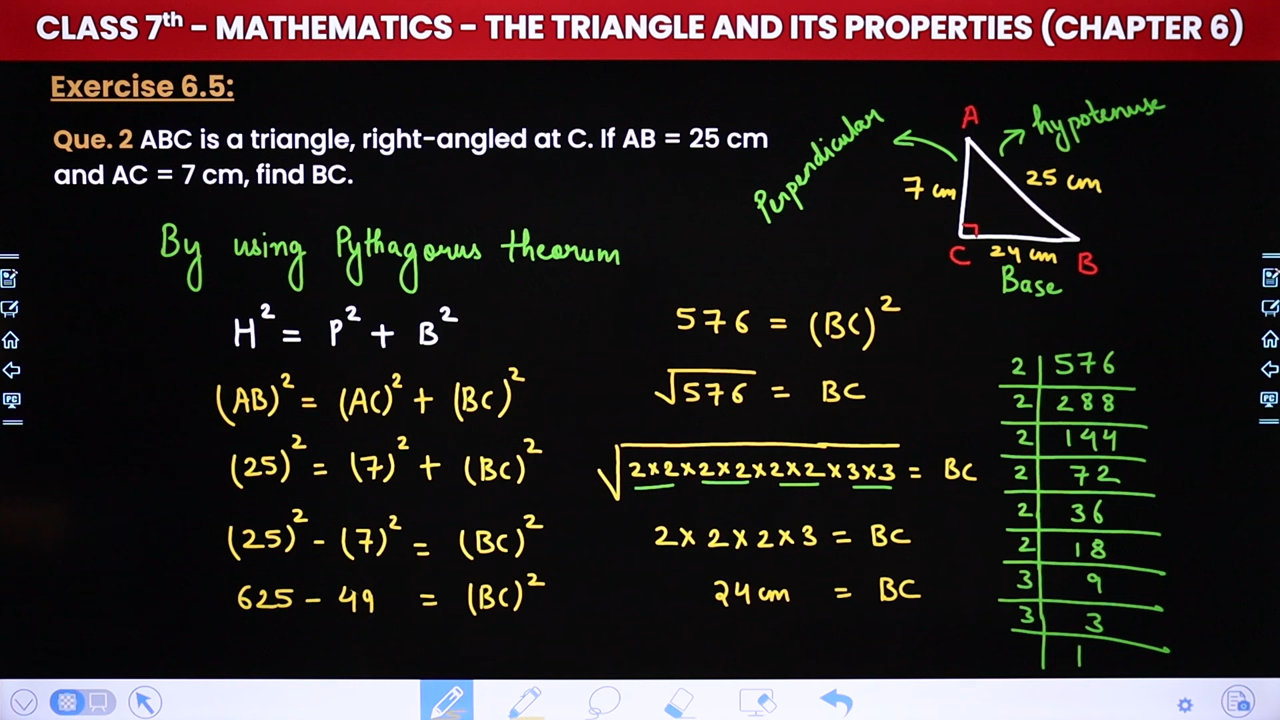 CLASS 7th - MATHEMATICS - THE TRIANGLE AND ITS PROPERTIES (CHAPTER 6)
Exercise 6.5:
Que. 2 ABC is a triangle, right-angled at C. If AB = 25 cm
and AC = 7 cm, find BC.
By using Pythagorus theorum
H² = P² + B²
(AB)² = (AC)² + (BC)²
(25)² = (7)² + (BC)²
(25)² - (7)² = (BC)²
625 - 49 = (BC)²
576 = (BC)²
√576 = BC
√2×2×2×2×2×2×3×3 = BC
2×2×2×3 = BC
24cm = BC
Perpendicular
A
hypotenuse
7 cm
25 cm
C
24 cm
B
Base
2 576
2 288
2 144
2 72
2 36
2 18
3 9
3 3
1
PC
PC